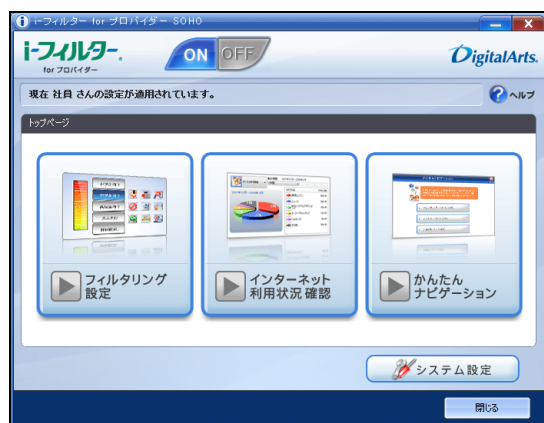 i-フィルター for プロバイダー SOHO
i-フィルター.
for プロバイダー
ON OFF
DigitalArts.
現在 社員 さんの設定が適用されています。
ヘルプ
トップページ
フィルタリング
設定
インターネット
利用状況 確認
かんたん
ナビゲーション
システム設定
閉じる